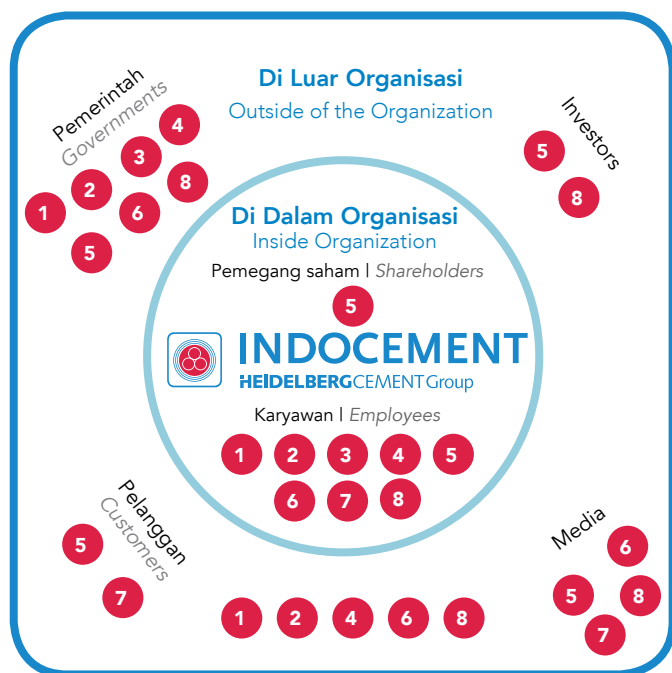 Di Luar Organisasi
Outside of the Organization
Pemerintah
Governments
4
3
8
2
6
1
5
Investors
5
8
Di Dalam Organisasi
Inside Organization
Pemegang saham | Shareholders
5
INDOCEMENT
HEIDELBERGCEMENT Group
Karyawan | Employees
1 2 3 4 5
6 7 8
Pelanggan
Customers
5
7
1 2 4 6 8
Media
6
5
8
7